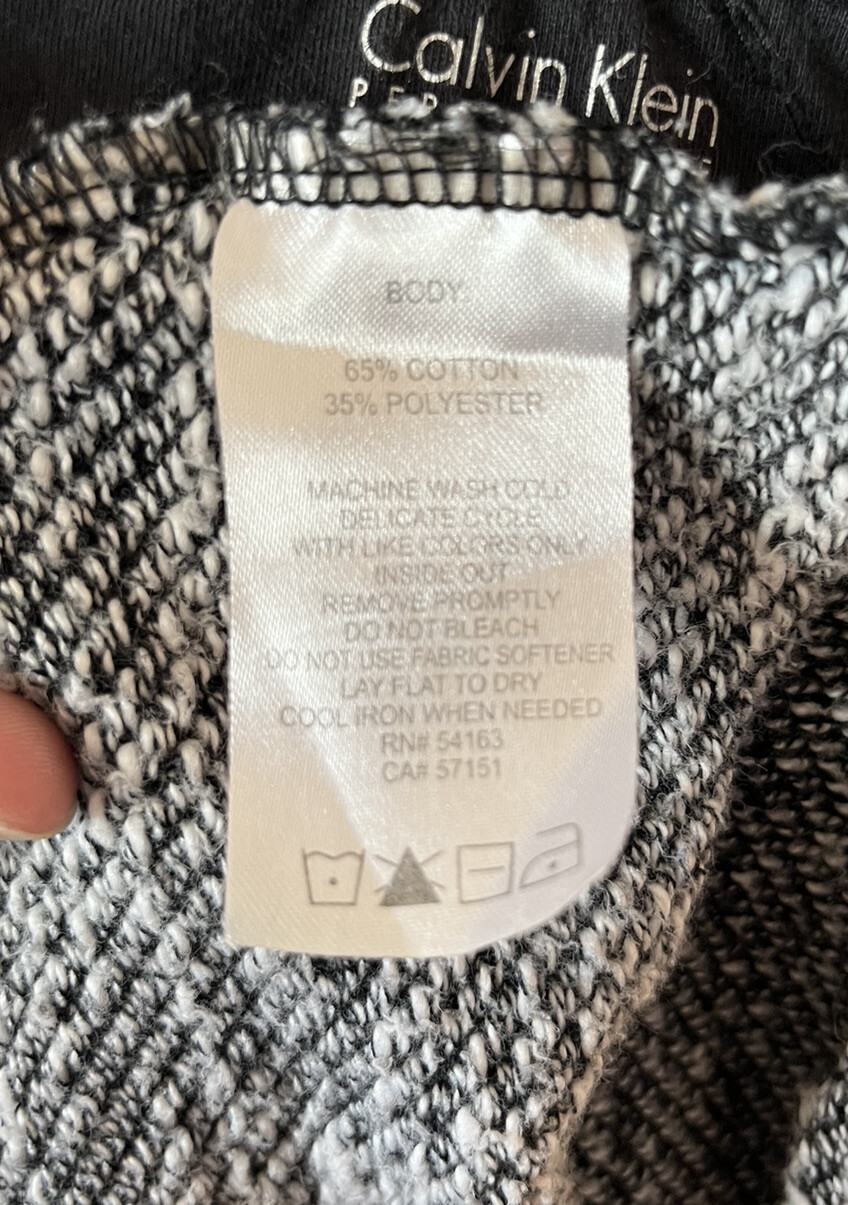 Calvin Klein
BODY:
65% COTTON
35% POLYESTER
MACHINE WASH COLD
DELICATE CYCLE
WITH LIKE COLORS ONLY
INSIDE OUT
REMOVE PROMPTLY
DO NOT BLEACH
DO NOT USE FABRIC SOFTENER
LAY FLAT TO DRY
COOL IRON WHEN NEEDED
RN# 54163
CA# 57151